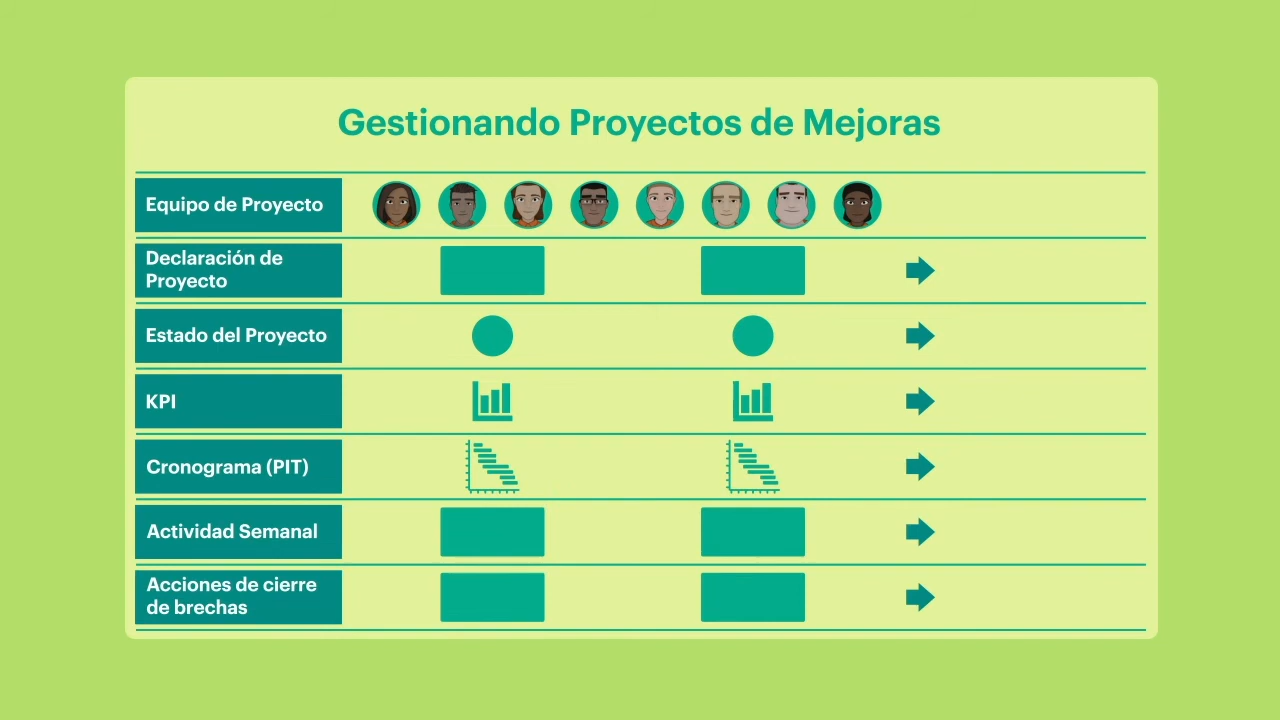 Gestionando Proyectos de Mejoras
Equipo de Proyecto
Declaración de
Proyecto
Estado del Proyecto
KPI
Cronograma (PIT)
Actividad Semanal
Acciones de cierre
de brechas